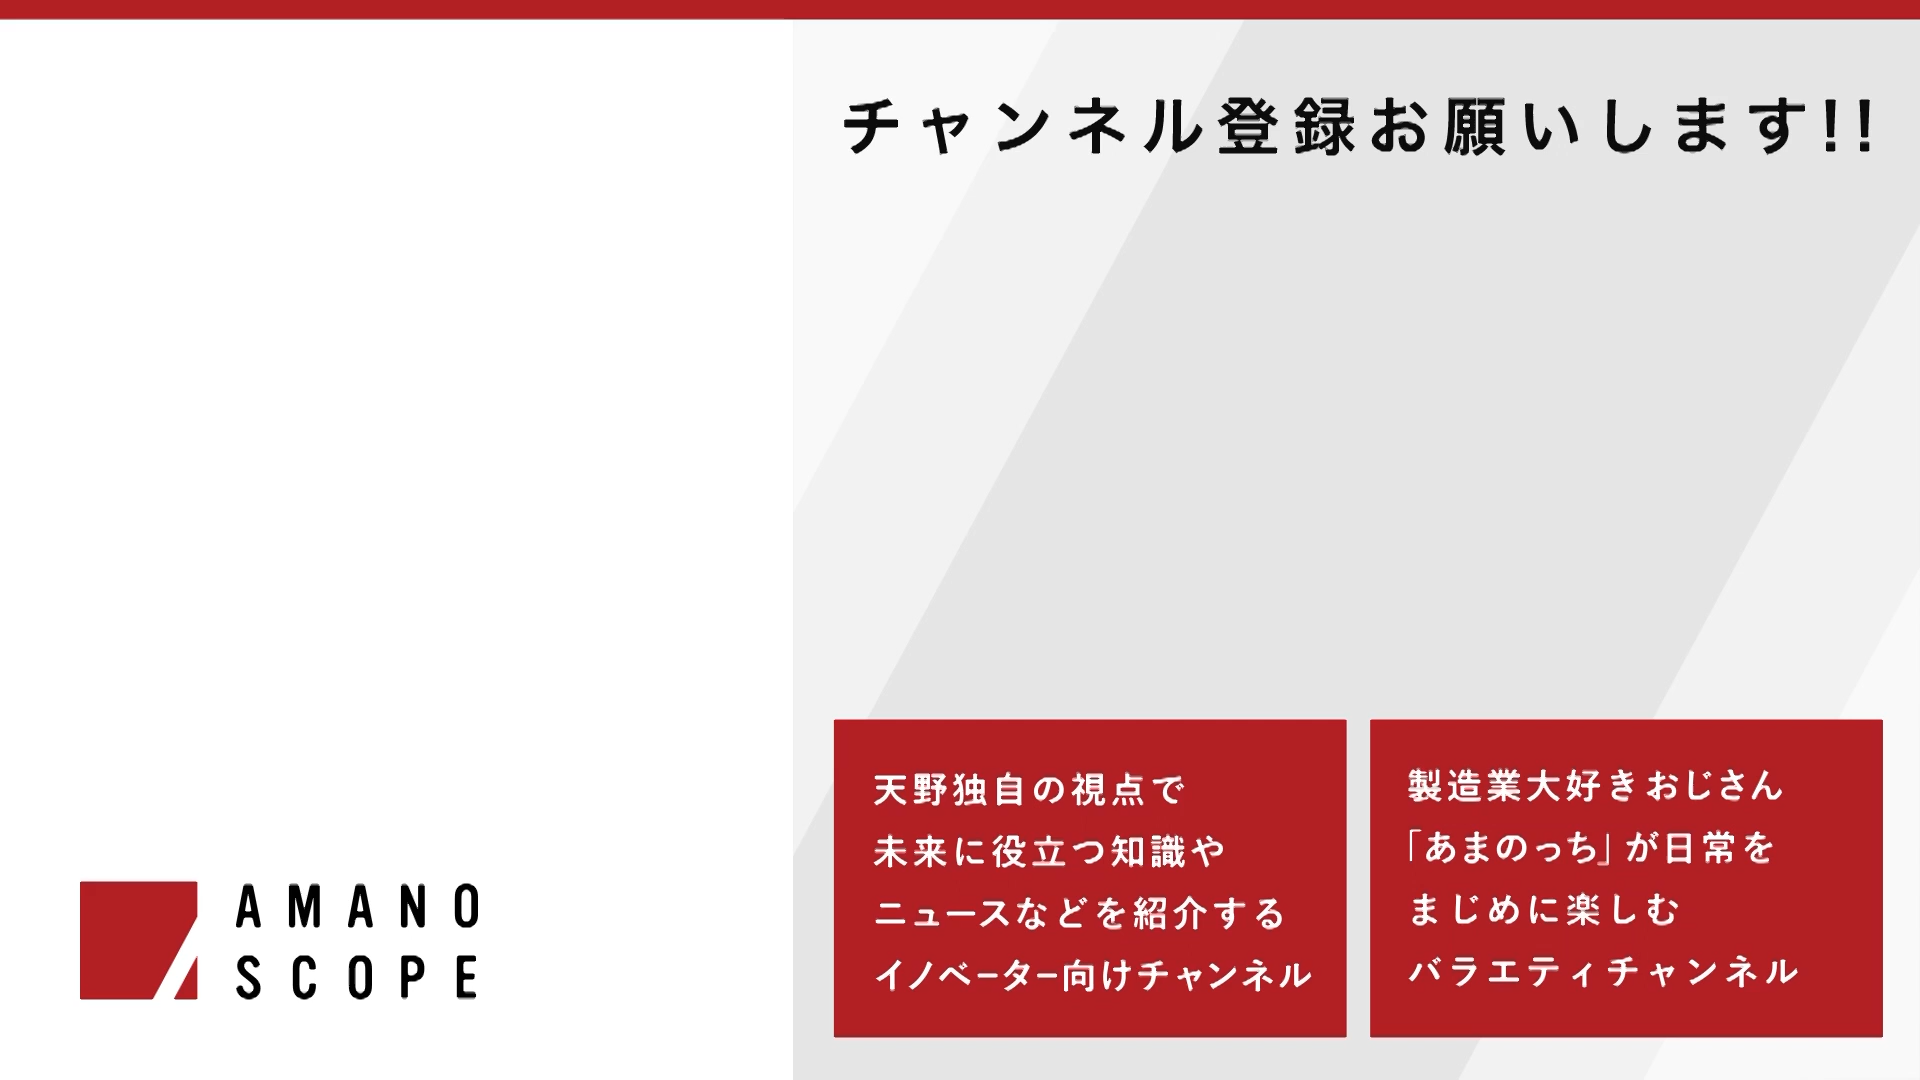 チャンネル登録お願いします!!
天野独自の視点で
未来に役立つ知識や
ニュースなどを紹介する
イノベーター向けチャンネル
製造業大好きおじさん
「あまのっち」が日常を
まじめに楽しむ
バラエティチャンネル
AMANO
SCOPE